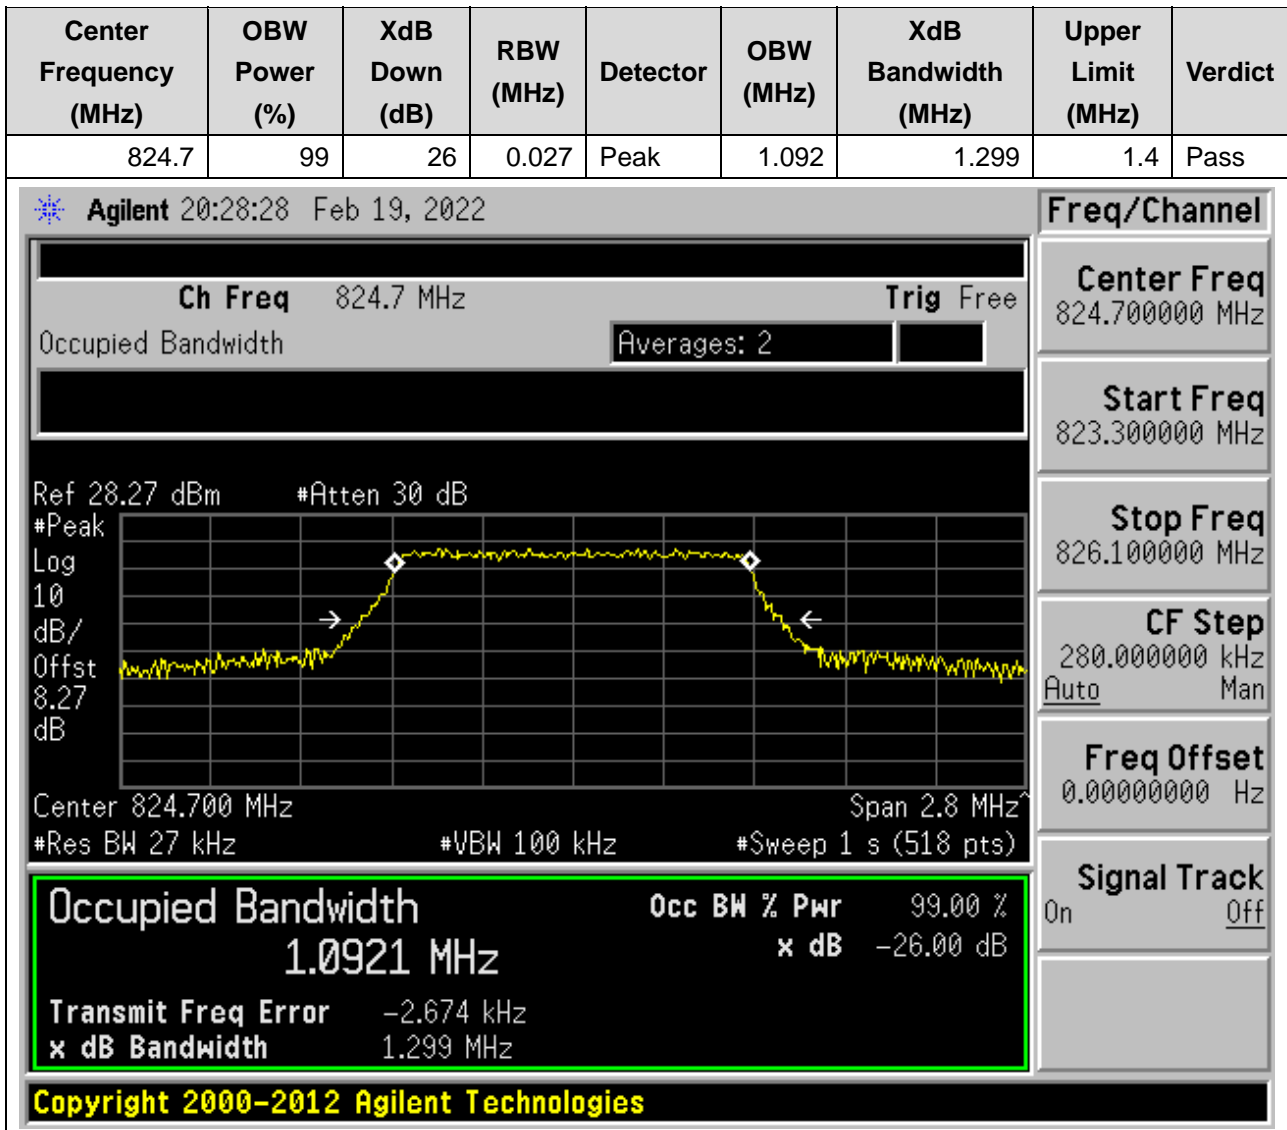 Center Frequency (MHz) OBW Power (%) XdB Down (dB) RBW (MHz) Detector OBW (MHz) XdB Bandwidth (MHz) Upper Limit (MHz) Verdict
824.7 99 26 0.027 Peak 1.092 1.299 1.4 Pass
Agilent 20:28:28 Feb 19, 2022
Ch Freq 824.7 MHz Trig Free
Occupied Bandwidth Averages: 2
Ref 28.27 dBm #Atten 30 dB
#Peak
Log
10
dB/
Offst
8.27
dB
Center 824.700 MHz Span 2.8 MHz^
#Res BW 27 kHz #VBW 100 kHz #Sweep 1 s (518 pts)
Occupied Bandwidth Occ BW % Pwr 99.00 %
1.0921 MHz x dB -26.00 dB
Transmit Freq Error -2.674 kHz
x dB Bandwidth 1.299 MHz
Copyright 2000-2012 Agilent Technologies
Freq/Channel
Center Freq
824.700000 MHz
Start Freq
823.300000 MHz
Stop Freq
826.100000 MHz
CF Step
280.000000 kHz
Auto Man
Freq Offset
0.00000000 Hz
Signal Track
On Off